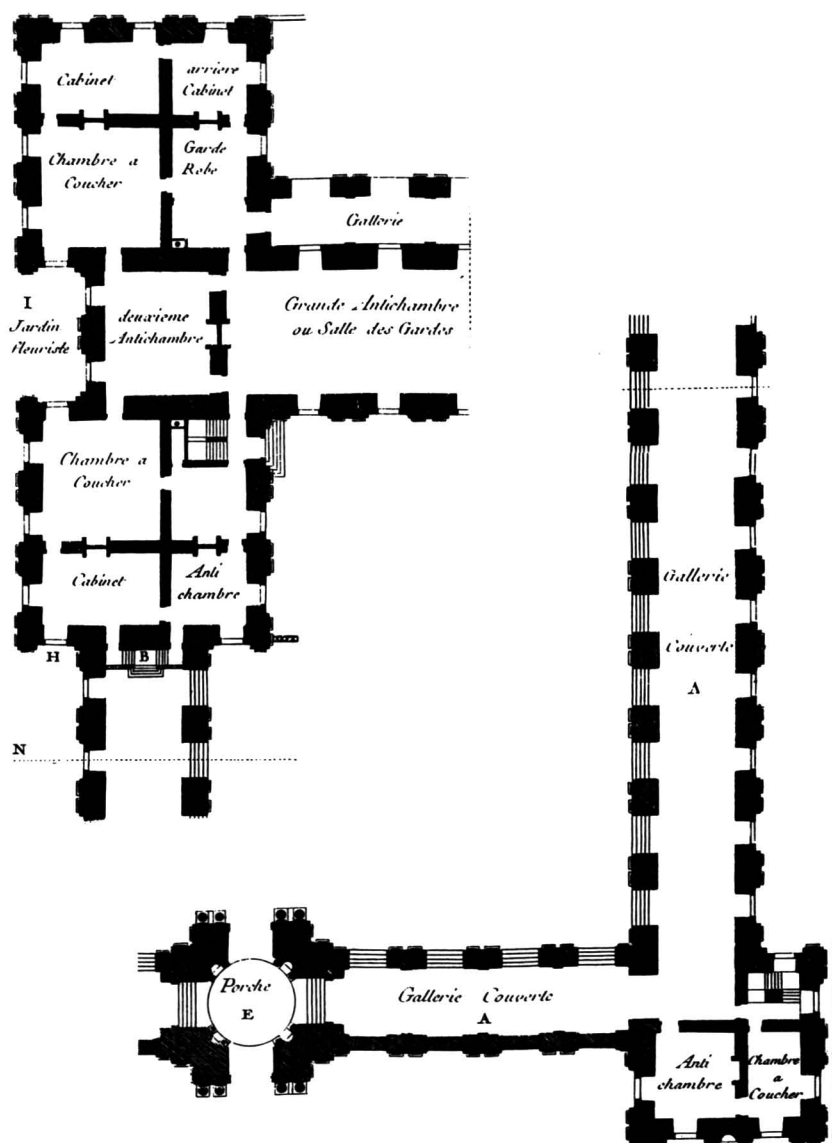 Cabinet
arriere
Cabinet
Chambre a
Coucher
Garde
Robe
Gallerie
I
Jardin
fleuriste
deuxieme
Antichambre
Grande Antichambre
ou Salle des Gardes
Chambre a
Coucher
Cabinet
Anti
chambre
H
B
N
Gallerie
Couverte
A
Porche
E
Gallerie Couverte
A
Anti
chambre
Chambre
a
Coucher